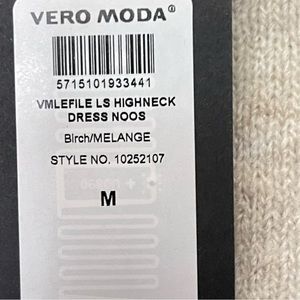 VERO MODA®
5715101933441
VMLEFILE LS HIGHNECK
DRESS NOOS
Birch/MELANGE
STYLE NO. 10252107
M